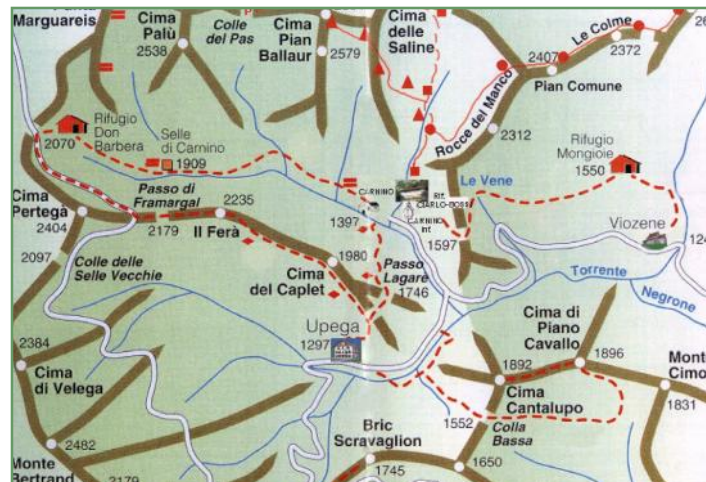 Marguareis
Cima
Palù
2538
Colle
del Pas
Cima
Pian
Ballaur
2579
Cima
delle
Saline
Le Colme
2407
2372
Pian Comune
Rocce del Manco
2312
Rifugio
Don
Barbera
2070
Selle
di Carnino
1909
Rifugio
Mongioie
1550
Le Vene
CARNINO
1397
1597
Viozene
Cima
Pertegà
2404
Passo di
Framargal
2179
2235
Il Ferà
2097
Colle delle
Selle Vecchie
1980
Cima
del Caplet
Passo
Lagare
1746
Torrente
Negrone
Upega
1297
Cima di
Piano
Cavallo
1892
1896
Monte
Cimo
1831
Cima
Cantalupo
Colla
Bassa
1552
2384
Cima
di Velega
2482
Monte
Bertrand
Bric
Scravaglion
1745
1650